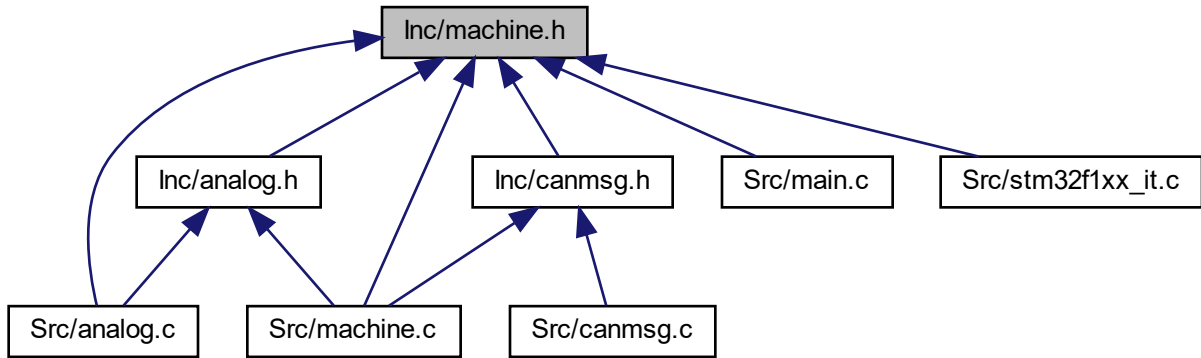 Inc/machine.h
Inc/analog.h
Inc/canmsg.h
Src/main.c
Src/stm32f1xx_it.c
Src/analog.c
Src/machine.c
Src/canmsg.c